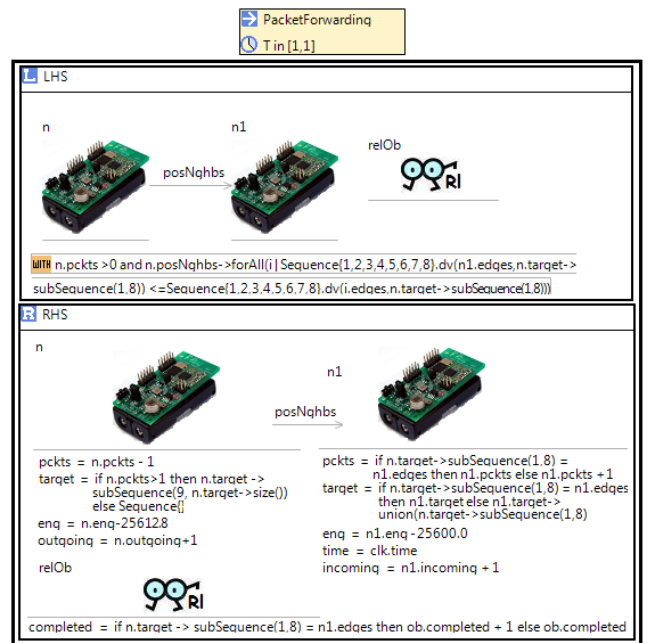 PacketForwarding
T in [1,1]
L LHS
n
n1
relOb
posNghbs
RI
WITH n.pckts >0 and n.posNghbs->forAll(i | Sequence{1,2,3,4,5,6,7,8}.dv(n1.edges,n.target->
subSequence(1,8)) <=Sequence{1,2,3,4,5,6,7,8}.dv(i.edges,n.target->subSequence(1,8)))
R RHS
n
n1
posNghbs
pckts = n.pckts - 1
target = if n.pckts>1 then n.target ->
subSequence(9, n.target->size())
else Sequence{}
eng = n.eng-25612.8
outgoing = n.outgoing+1
pckts = if n.target->subSequence(1,8) =
n1.edges then n1.pckts else n1.pckts + 1
target = if n.target->subSequence(1,8) = n1.edges
then n1.target else n1.target->
union(n.target->subSequence(1,8)
eng = n1.eng - 25600.0
time = clk.time
incoming = n1.incoming + 1
relOb
RI
completed = if n.target -> subSequence(1,8) = n1.edges then ob.completed + 1 else ob.completed